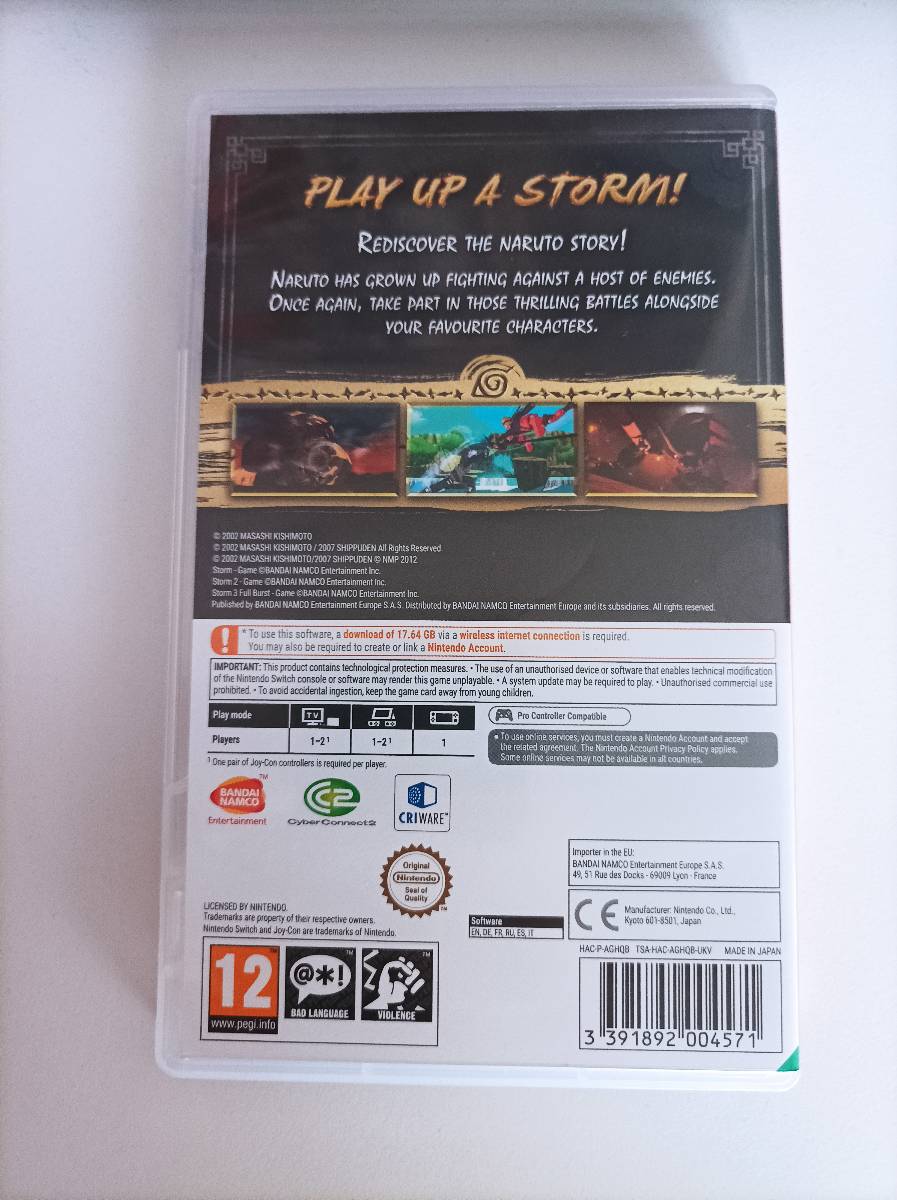 PLAY UP A STORM!
REDISCOVER THE NARUTO STORY!
NARUTO HAS GROWN UP FIGHTING AGAINST A HOST OF ENEMIES.
ONCE AGAIN, TAKE PART IN THOSE THRILLING BATTLES ALONGSIDE
YOUR FAVOURITE CHARACTERS.
© 2002 MASASHI KISHIMOTO
© 2002 MASASHI KISHIMOTO / 2007 SHIPPUDEN All Rights Reserved
© 2002 MASASHI KISHIMOTO/2007 SHIPPUDEN © NMP 2012
Storm - Game ©BANDAI NAMCO Entertainment Inc.
Storm 2 - Game ©BANDAI NAMCO Entertainment Inc.
Storm 3 Full Burst - Game ©BANDAI NAMCO Entertainment Inc.
Published by BANDAI NAMCO Entertainment Europe S.A.S. Distributed by BANDAI NAMCO Entertainment Europe and its subsidiaries. All rights reserved.
! * To use this software, a download of 17.64 GB via a wireless internet connection is required.
You may also be required to create or link a Nintendo Account.
IMPORTANT: This product contains technological protection measures. • The use of an unauthorised device or software that enables technical modification
of the Nintendo Switch console or software may render this game unplayable. • A system update may be required to play. • Unauthorised commercial use
prohibited. • To avoid accidental ingestion, keep the game card away from young children.
Play mode TV
Players 1-2¹ 1-2¹ 1
¹ One pair of Joy-Con controllers is required per player.
Pro Controller Compatible
• To use online services, you must create a Nintendo Account and accept
the related agreement. The Nintendo Account Privacy Policy applies.
Some online services may not be available in all countries.
BANDAI
NAMCO
TM
Entertainment
C2
CyberConnect2
CRIWARE™
Original
Nintendo
Seal of
Quality
TM
Importer in the EU:
BANDAI NAMCO Entertainment Europe S.A.S.
49, 51 Rue des Docks - 69009 Lyon - France
CE
Manufacturer: Nintendo Co., Ltd.,
Kyoto 601-8501, Japan
LICENSED BY NINTENDO.
Trademarks are property of their respective owners.
Nintendo Switch and Joy-Con are trademarks of Nintendo.
Software
EN, DE, FR, RU, ES, IT
HAC-P-AGHQB TSA-HAC-AGHQB-UKV MADE IN JAPAN
12
www.pegi.info
@*!
TM
BAD LANGUAGE
TM
VIOLENCE
3 391892 004571